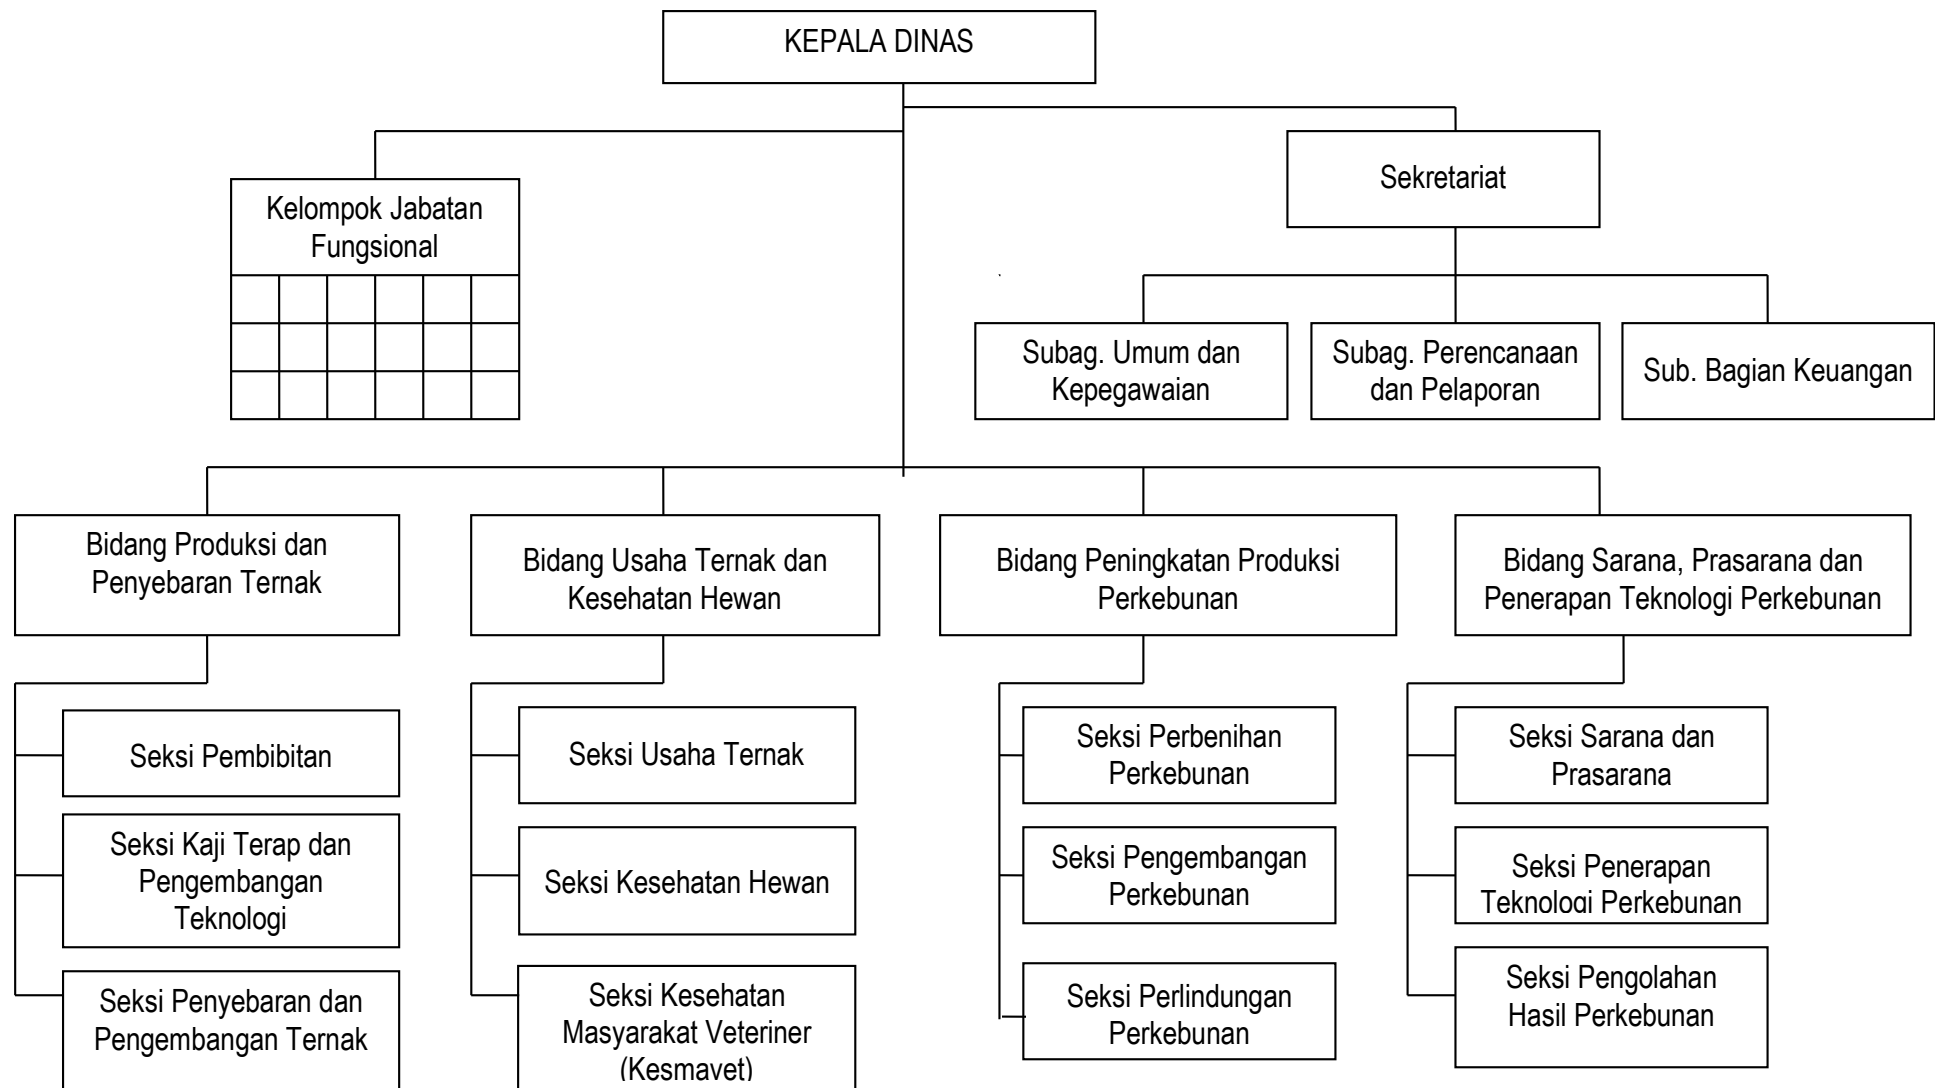 KEPALA DINAS
Sekretariat
Kelompok Jabatan
Fungsional
Subag. Umum dan
Kepegawaian
Subag. Perencanaan
dan Pelaporan
Sub. Bagian Keuangan
Bidang Produksi dan
Penyebaran Ternak
Bidang Usaha Ternak dan
Kesehatan Hewan
Bidang Peningkatan Produksi
Perkebunan
Bidang Sarana, Prasarana dan
Penerapan Teknologi Perkebunan
Seksi Pembibitan
Seksi Kaji Terap dan
Pengembangan
Teknologi
Seksi Penyebaran dan
Pengembangan Ternak
Seksi Usaha Ternak
Seksi Kesehatan Hewan
Seksi Kesehatan
Masyarakat Veteriner
(Kesmavet)
Seksi Perbenihan
Perkebunan
Seksi Pengembangan
Perkebunan
Seksi Perlindungan
Perkebunan
Seksi Sarana dan
Prasarana
Seksi Penerapan
Teknologi Perkebunan
Seksi Pengolahan
Hasil Perkebunan